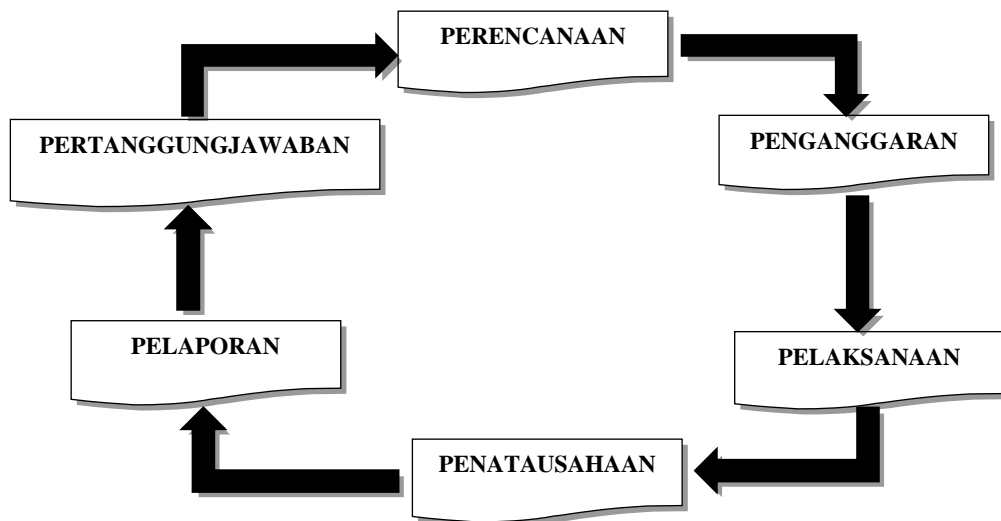 PERENCANAAN
PENGANGGARAN
PELAKSANAAN
PENATAUSAHAAN
PELAPORAN
PERTANGGUNGJAWABAN